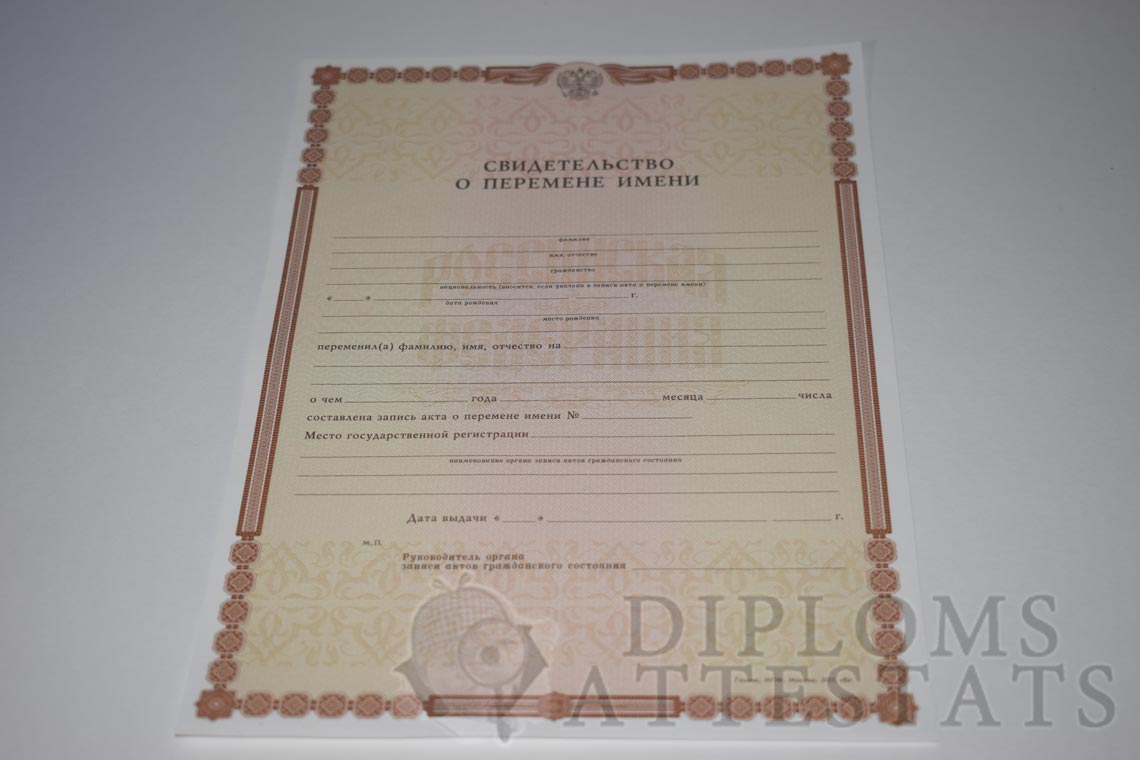 СВИДЕТЕЛЬСТВО
О ПЕРЕМЕНЕ ИМЕНИ
фамилия
имя, отчество
гражданство
национальность (вносится, если указана в записи акта о перемене имени)
« » г.
дата рождения
место рождения
переменил(а) фамилию, имя, отчество на
о чем года месяца числа
составлена запись акта о перемене имени №
Место государственной регистрации
наименование органа записи актов гражданского состояния
Дата выдачи « » г.
М.П.
Руководитель органа
записи актов гражданского состояния
DIPLOMS
ATTESTATS